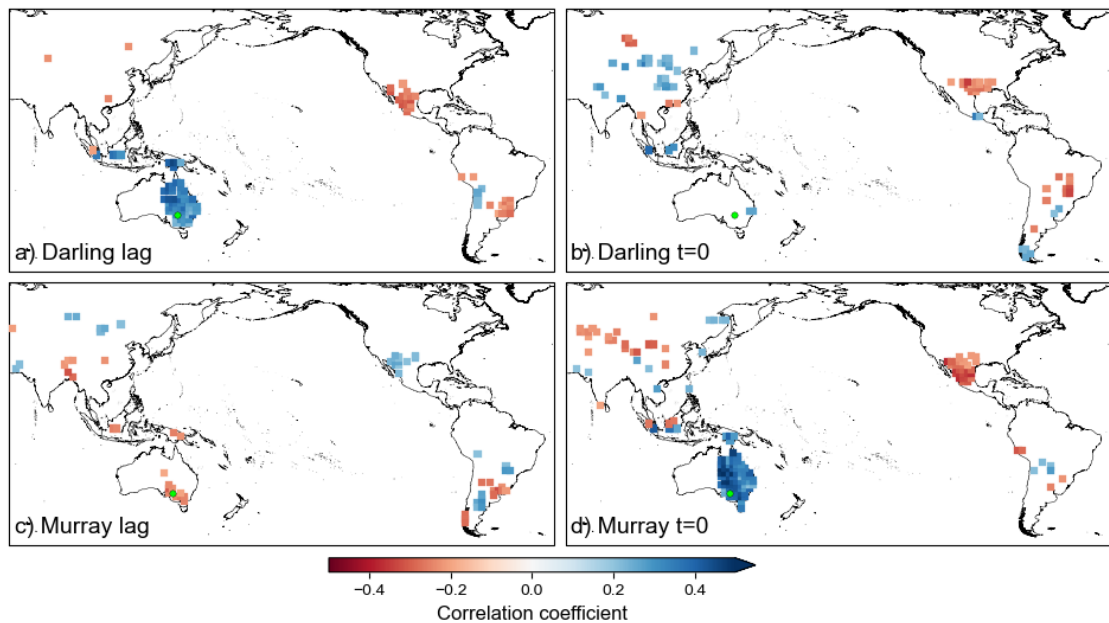 a). Darling lag
b). Darling t=0
c). Murray lag
d). Murray t=0
−0.4 −0.2 0.0 0.2 0.4
Correlation coefficient